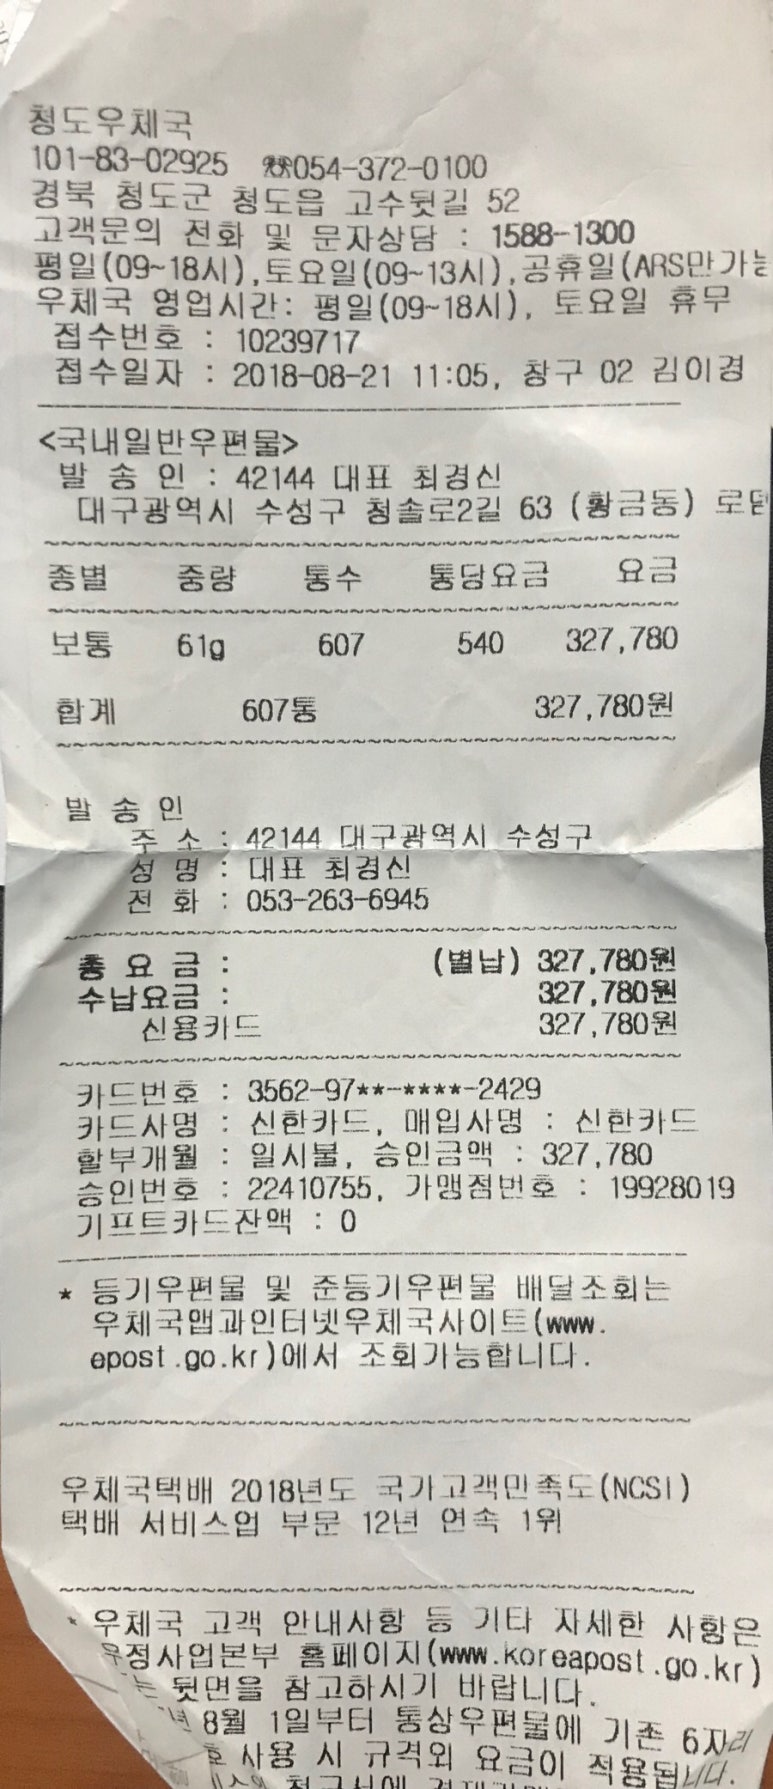 청도우체국
101-83-02925 ☎054-372-0100
경북 청도군 청도읍 고수뒷길 52
고객문의 전화 및 문자상담 : 1588-1300
평일(09~18시),토요일(09~13시),공휴일(ARS만가능
우체국 영업시간: 평일(09~18시), 토요일 휴무
접수번호 : 10239717
접수일자 : 2018-08-21 11:05, 창구 02 김이경
<국내일반우편물>
발 송 인 : 42144 대표 최경신
대구광역시 수성구 청솔로2길 63 (황금동) 로뎀
종별 중량 통수 통당요금 요금
보통 61g 607 540 327,780
합계 607통 327,780원
발 송 인
주 소 : 42144 대구광역시 수성구
성 명 : 대표 최경신
전 화 : 053-263-6945
총 요 금 : (별납) 327,780원
수납요금 : 327,780원
신용카드 327,780원
카드번호 : 3562-97**-****-2429
카드사명 : 신한카드, 매입사명 : 신한카드
할부개월 : 일시불, 승인금액 : 327,780
승인번호 : 22410755, 가맹점번호 : 19928019
기프트카드잔액 : 0
* 등기우편물 및 준등기우편물 배달조회는
우체국앱과인터넷우체국사이트(www.
epost.go.kr)에서 조회가능합니다.
우체국택배 2018년도 국가고객만족도(NCSI)
택배 서비스업 부문 12년 연속 1위
* 우체국 고객 안내사항 등 기타 자세한 사항은
우정사업본부 홈페이지(www.koreapost.go.kr)
는 뒷면을 참고하시기 바랍니다.
년 8월 1일부터 통상우편물에 기존 6자리
호 사용 시 규격외 요금이 적용됩니다.